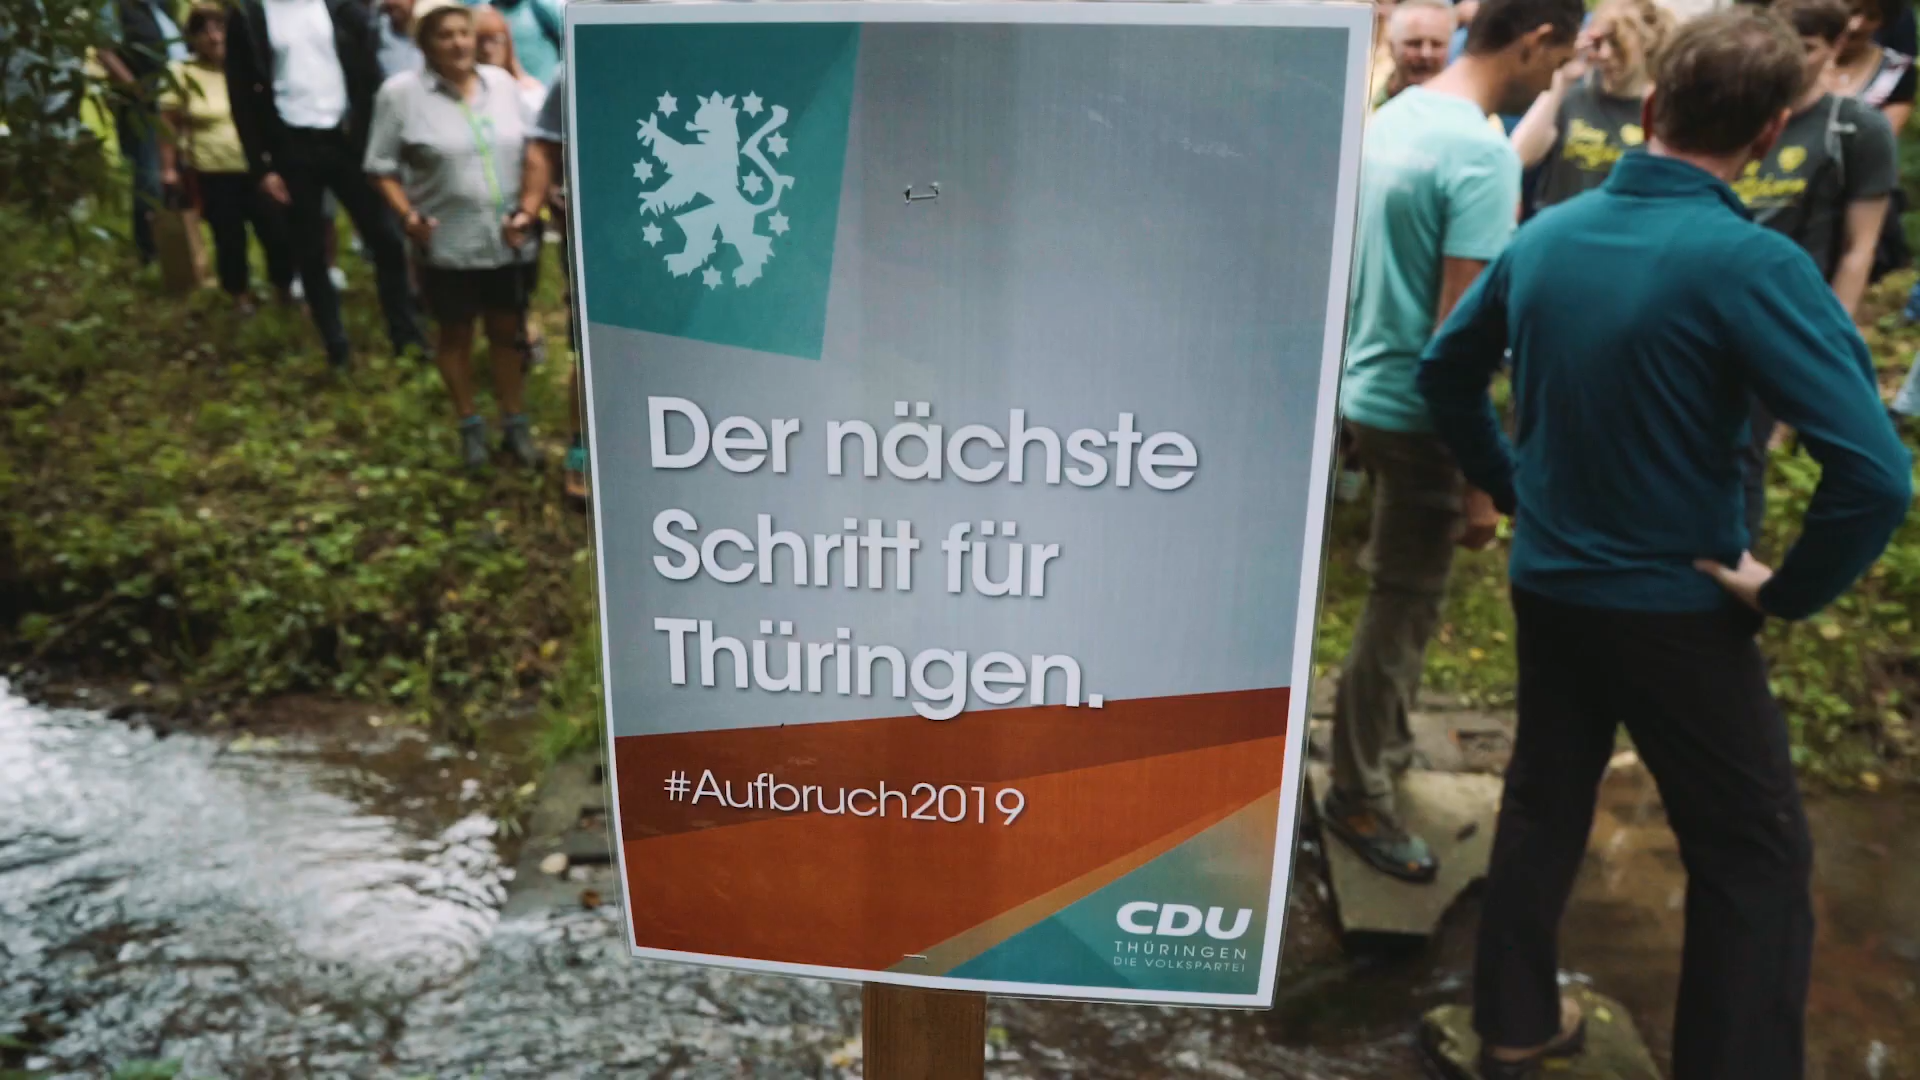 Der nächste
Schritt für
Thüringen.
#Aufbruch2019
CDU
THÜRINGEN
DIE VOLKSPARTEI